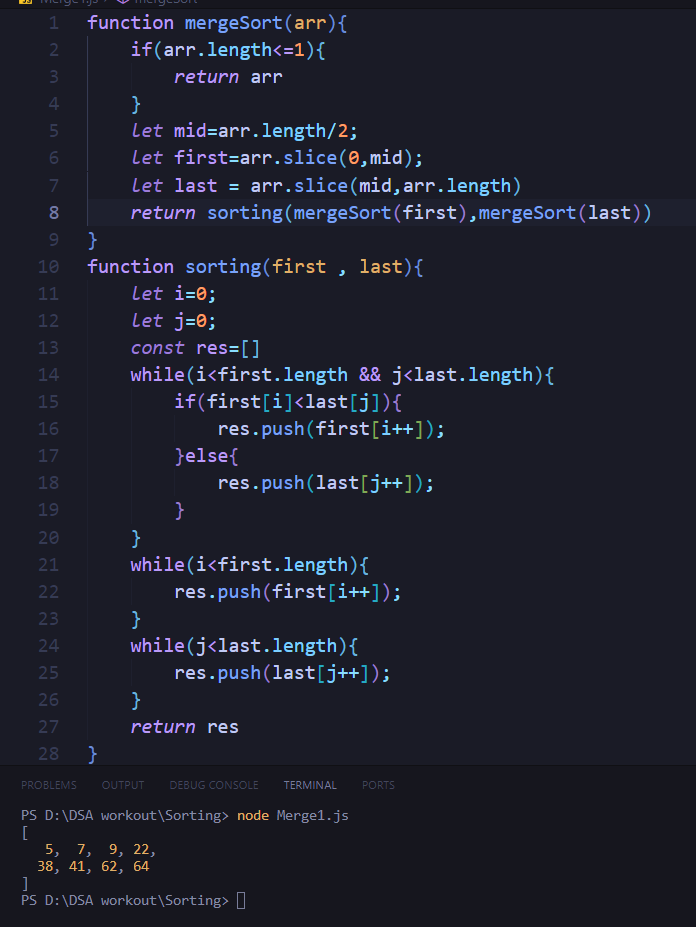 Merge1.js > mergeSort
1 function mergeSort(arr){
2     if(arr.length<=1){
3         return arr
4     }
5     let mid=arr.length/2;
6     let first=arr.slice(0,mid);
7     let last = arr.slice(mid,arr.length)
8     return sorting(mergeSort(first),mergeSort(last))
9 }
10 function sorting(first , last){
11     let i=0;
12     let j=0;
13     const res=[]
14     while(i<first.length && j<last.length){
15         if(first[i]<last[j]){
16             res.push(first[i++]);
17         }else{
18             res.push(last[j++]);
19         }
20     }
21     while(i<first.length){
22         res.push(first[i++]);
23     }
24     while(j<last.length){
25         res.push(last[j++]);
26     }
27     return res
28 }
PROBLEMS OUTPUT DEBUG CONSOLE TERMINAL PORTS
PS D:\DSA workout\Sorting> node Merge1.js
[
   5,  7,  9, 22,
  38, 41, 62, 64
]
PS D:\DSA workout\Sorting>